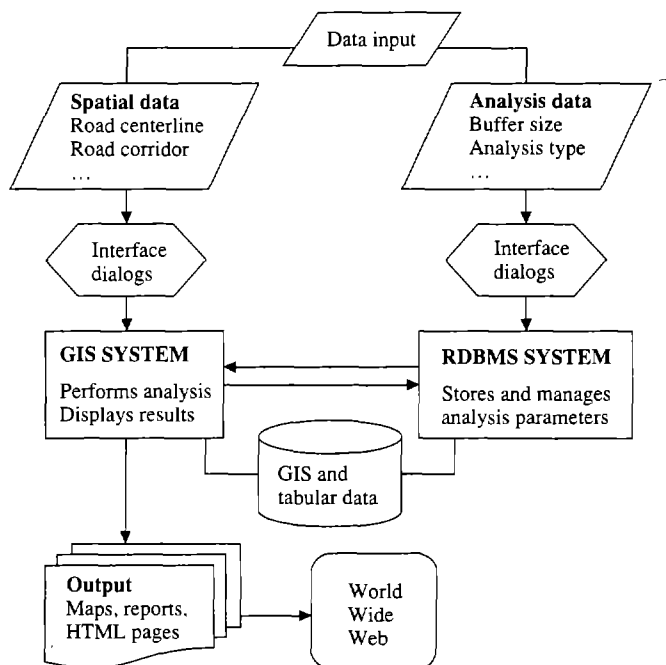 Data input
Spatial data
Road centerline
Road corridor
...
Analysis data
Buffer size
Analysis type
...
Interface
dialogs
Interface
dialogs
GIS SYSTEM
Performs analysis
Displays results
RDBMS SYSTEM
Stores and manages
analysis parameters
GIS and
tabular data
Output
Maps, reports,
HTML pages
World
Wide
Web